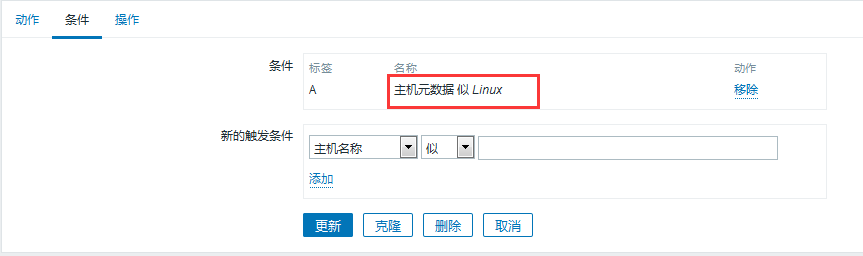 动作 条件 操作
条件 标签 名称 动作
A 主机元数据 似 Linux 移除
新的触发条件 主机名称 似
添加
更新 克隆 删除 取消